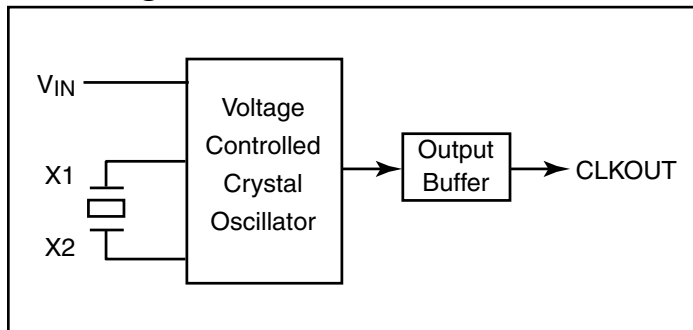 VIN
X1
X2
Voltage
Controlled
Crystal
Oscillator
Output
Buffer
CLKOUT